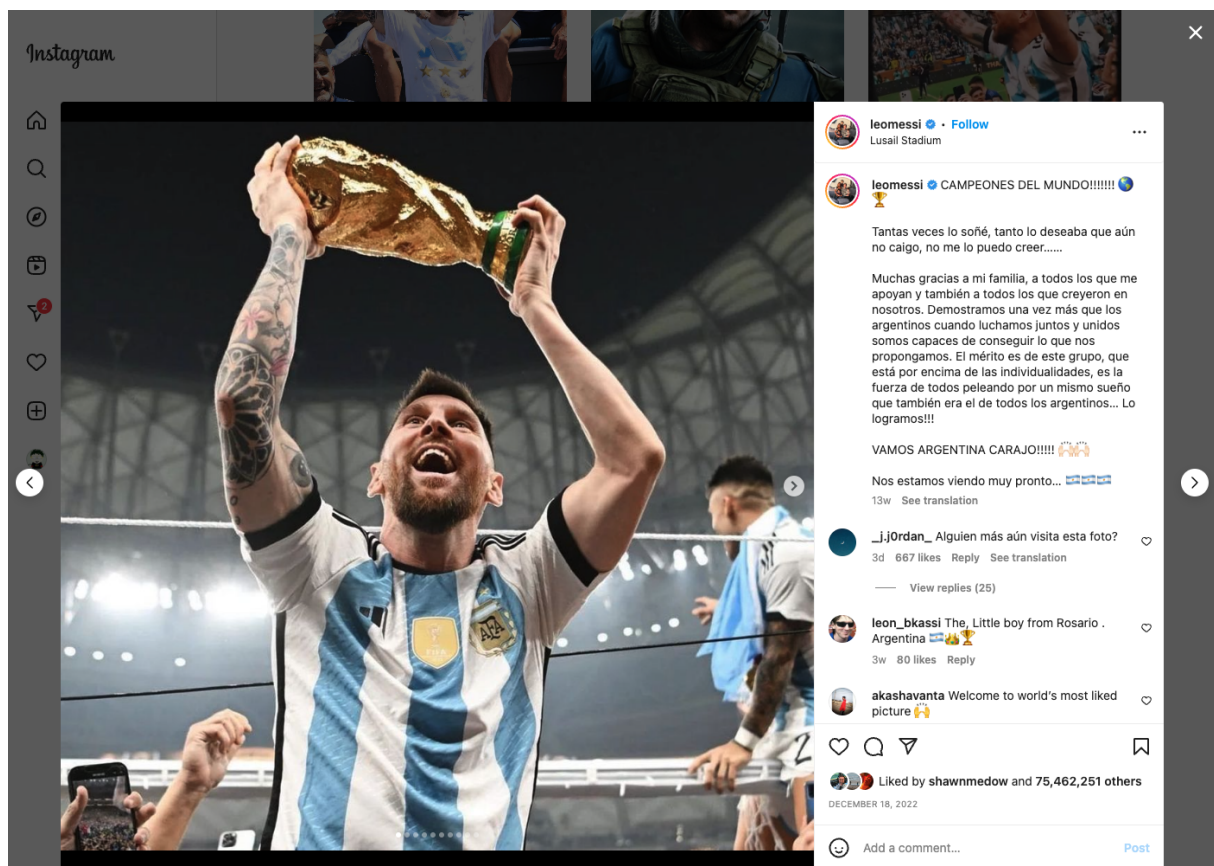 Instagram
2
leomessi • Follow
Lusail Stadium
leomessi CAMPEONES DEL MUNDO!!!!!!! 🌎
🏆
Tantas veces lo soñé, tanto lo deseaba que aún
no caigo, no me lo puedo creer......
Muchas gracias a mi familia, a todos los que me
apoyan y también a todos los que creyeron en
nosotros. Demostramos una vez más que los
argentinos cuando luchamos juntos y unidos
somos capaces de conseguir lo que nos
propongamos. El mérito es de este grupo, que
está por encima de las individualidades, es la
fuerza de todos peleando por un mismo sueño
que también era el de todos los argentinos... Lo
logramos!!!
VAMOS ARGENTINA CARAJO!!!!! 🙌🏻🙌🏻
Nos estamos viendo muy pronto... 🇦🇷🇦🇷🇦🇷
13w See translation
_j.j0rdan_ Alguien más aún visita esta foto?
3d 667 likes Reply See translation
View replies (25)
leon_bkassi The, Little boy from Rosario .
Argentina 🇦🇷👑🏆
3w 80 likes Reply
akashavanta Welcome to world's most liked
picture 🙌
Liked by shawnmedow and 75,462,251 others
DECEMBER 18, 2022
Add a comment...
Post
FIFA
AFA
2